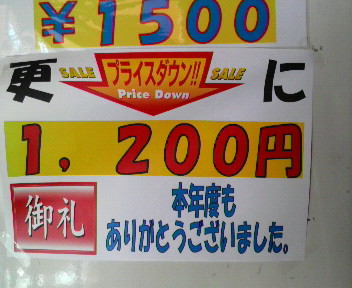 ¥1500
更 SALE プライスダウン!! SALE に
Price Down
1,200円
御礼
本年度も
ありがとうございました。